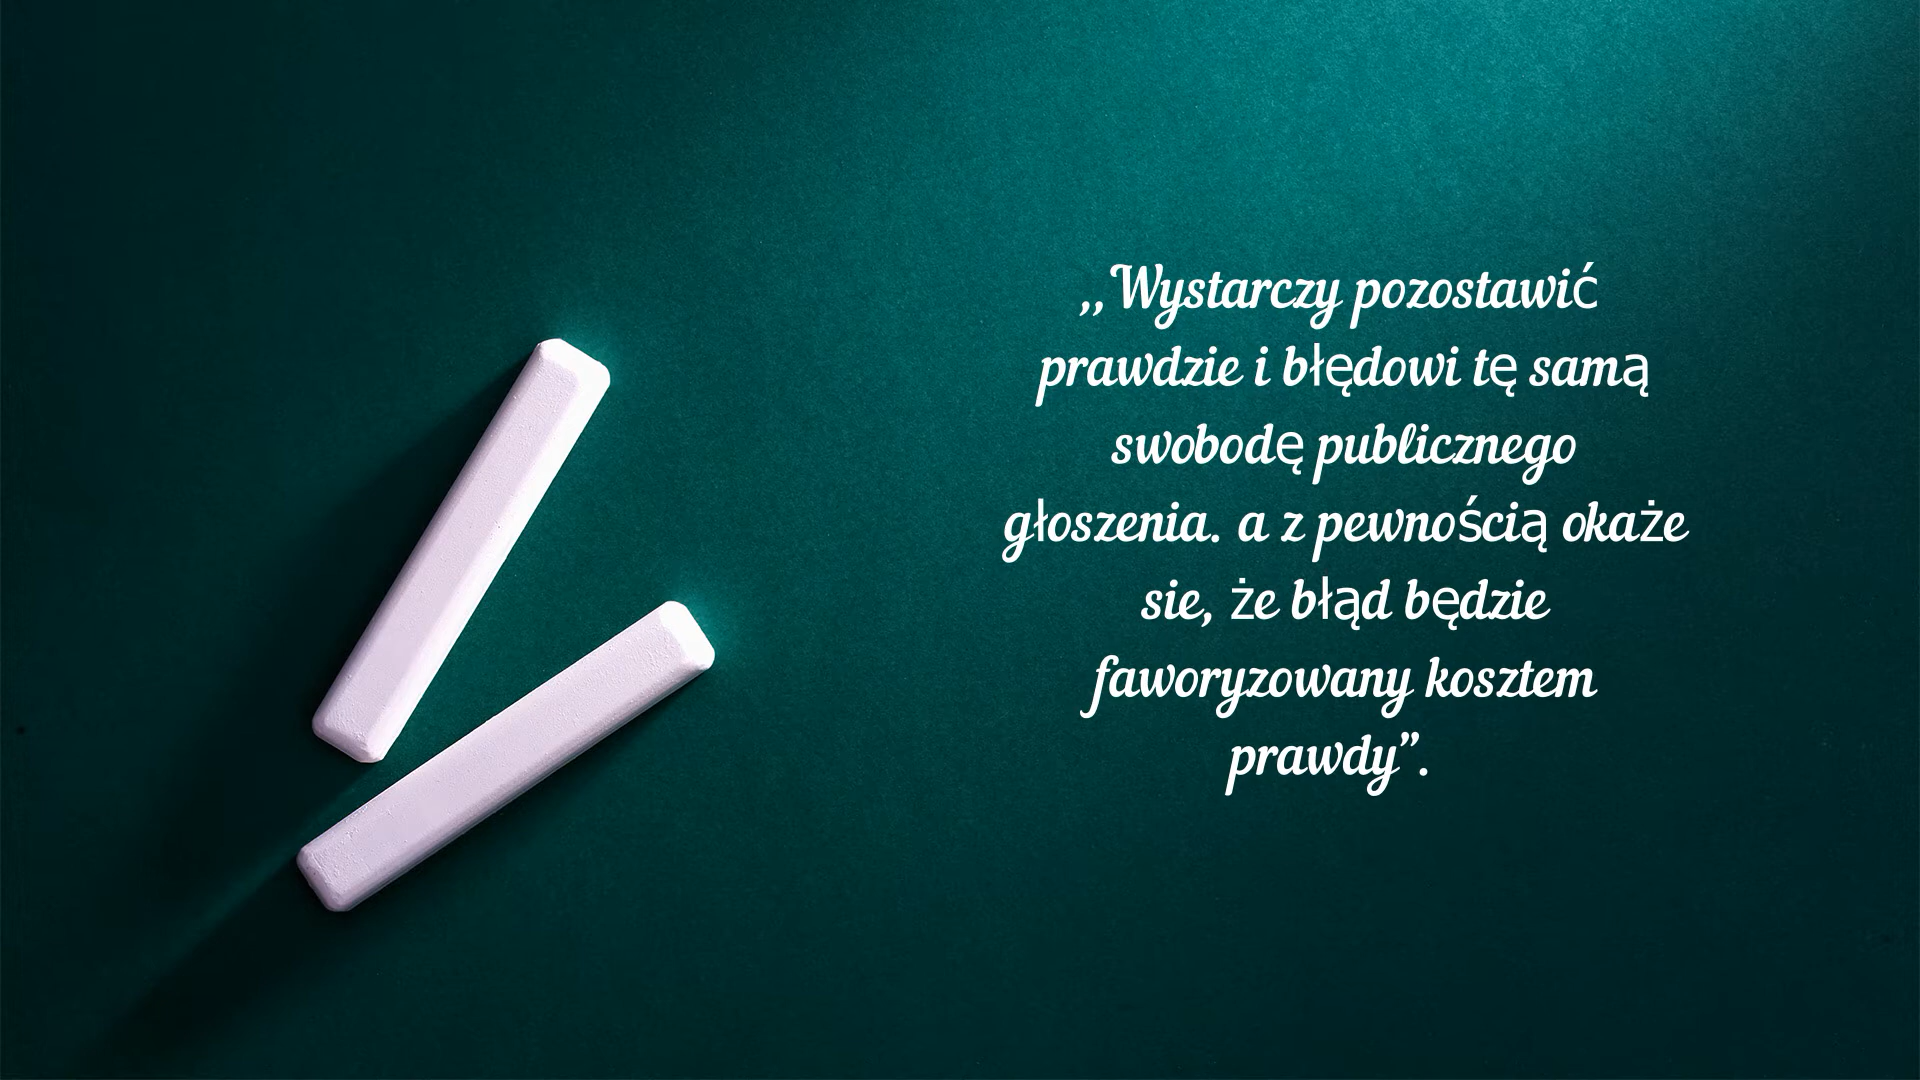 ,,Wystarczy pozostawić
prawdzie i błędowi tę samą
swobodę publicznego
głoszenia. a z pewnością okaże
sie, że błąd będzie
faworyzowany kosztem
prawdy”.